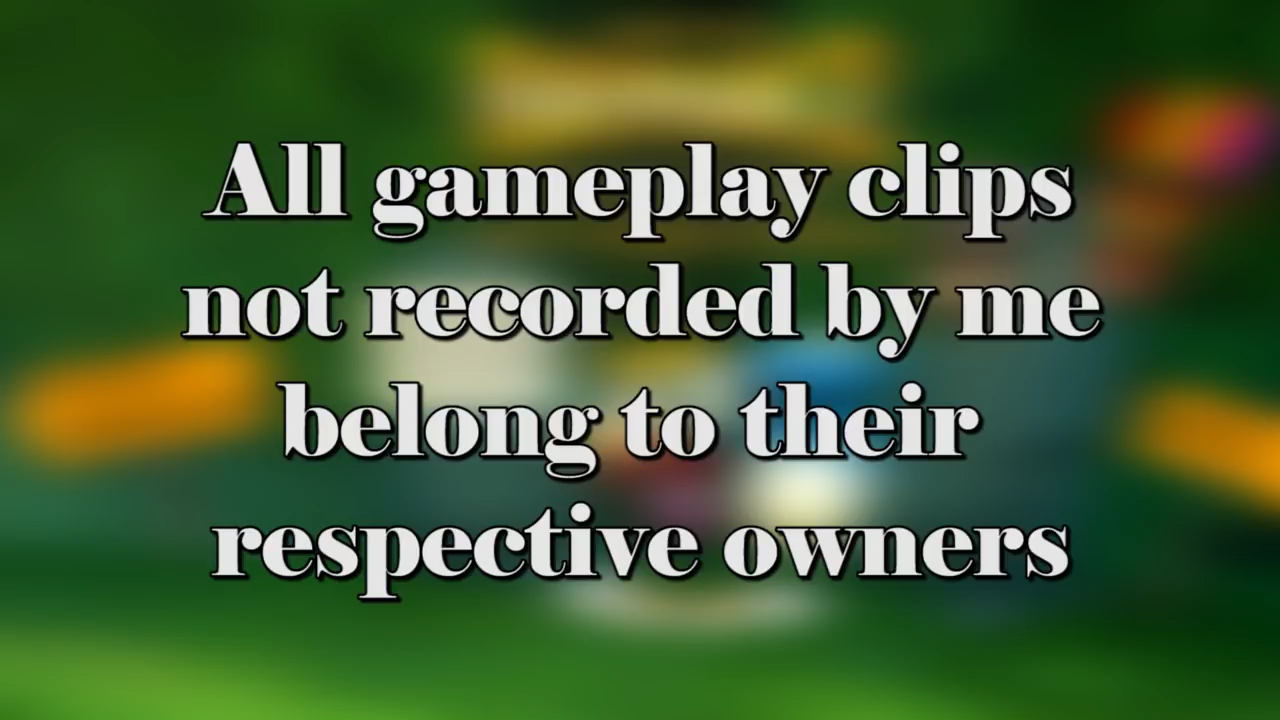 All gameplay clips
not recorded by me
belong to their
respective owners